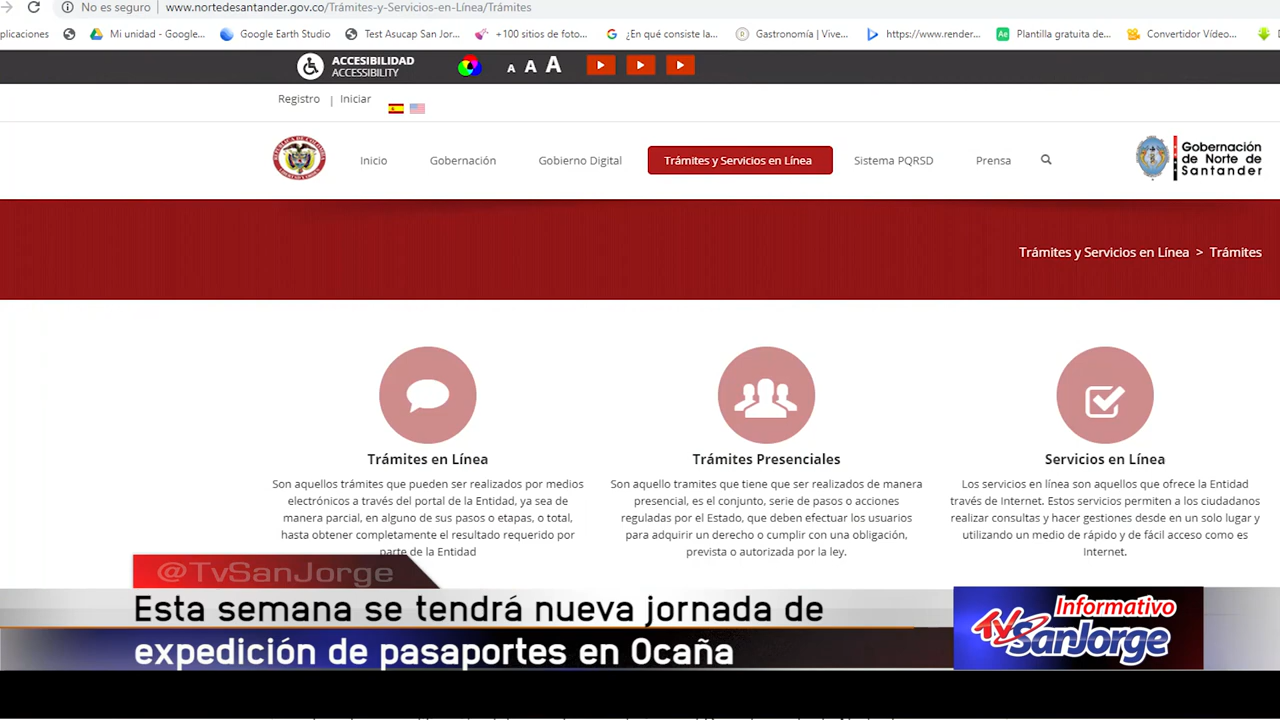 No es seguro | www.nortedesantander.gov.co/Trámites-y-Servicios-en-Línea/Trámites
plicaciones Mi unidad - Google... Google Earth Studio Test Asucap San Jor... +100 sitios de foto... ¿En qué consiste la... Gastronomía | Vive... https://www.render... Plantilla gratuita de... Convertidor Vídeo...
ACCESIBILIDAD
ACCESSIBILITY
A A A
Registro | Iniciar
Inicio Gobernación Gobierno Digital Trámites y Servicios en Línea Sistema PQRSD Prensa
Gobernación
de Norte de
Santander
Trámites y Servicios en Línea > Trámites
Trámites en Línea
Son aquellos trámites que pueden ser realizados por medios
electrónicos a través del portal de la Entidad, ya sea de
manera parcial, en alguno de sus pasos o etapas, o total,
hasta obtener completamente el resultado requerido por
parte de la Entidad
Trámites Presenciales
Son aquello tramites que tiene que ser realizados de manera
presencial, es el conjunto, serie de pasos o acciones
reguladas por el Estado, que deben efectuar los usuarios
para adquirir un derecho o cumplir con una obligación,
prevista o autorizada por la ley.
Servicios en Línea
Los servicios en línea son aquellos que ofrece la Entidad
través de Internet. Estos servicios permiten a los ciudadanos
realizar consultas y hacer gestiones desde en un solo lugar y
utilizando un medio de rápido y de fácil acceso como es
Internet.
@TvSanJorge
Esta semana se tendrá nueva jornada de
expedición de pasaportes en Ocaña
Informativo
Tv SanJorge